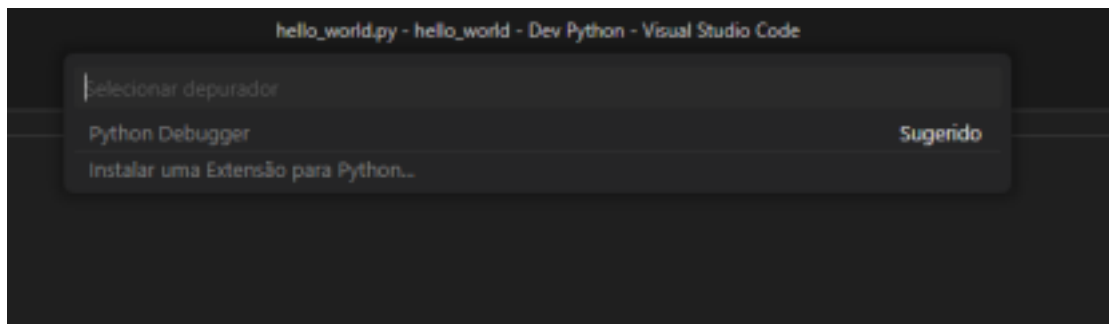 hello_world.py - hello_world - Dev Python - Visual Studio Code
Selecionar depurador
Python Debugger Sugerido
Instalar uma Extensão para Python...